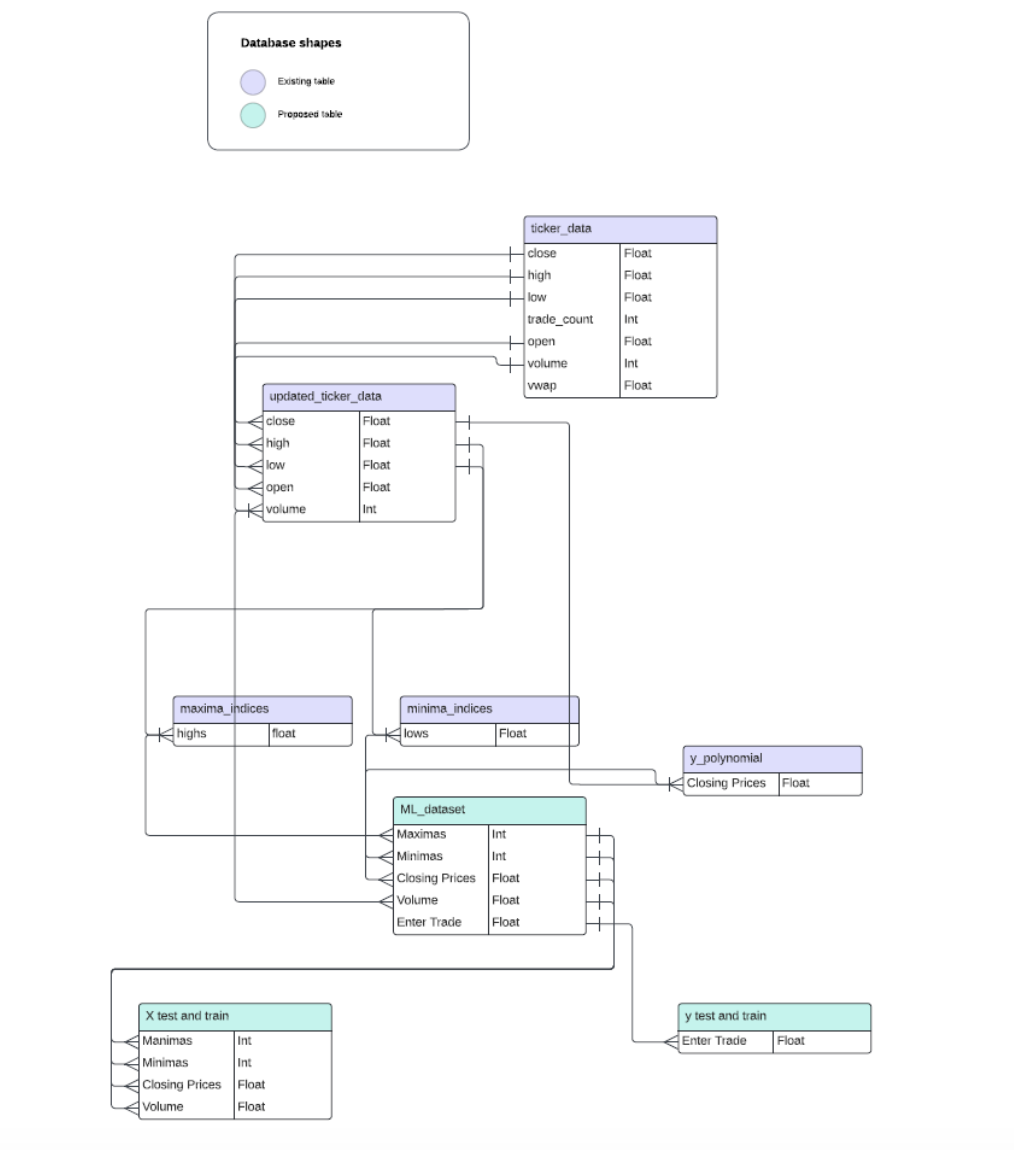 Database shapes
Existing table
Proposed table
ticker_data
close Float
high Float
low Float
trade_count Int
open Float
volume Int
vwap Float
updated_ticker_data
close Float
high Float
low Float
open Float
volume Int
maxima_indices
highs float
minima_indices
lows Float
y_polynomial
Closing Prices Float
ML_dataset
Maximas Int
Minimas Int
Closing Prices Float
Volume Float
Enter Trade Float
X test and train
Manimas Int
Minimas Int
Closing Prices Float
Volume Float
y test and train
Enter Trade Float